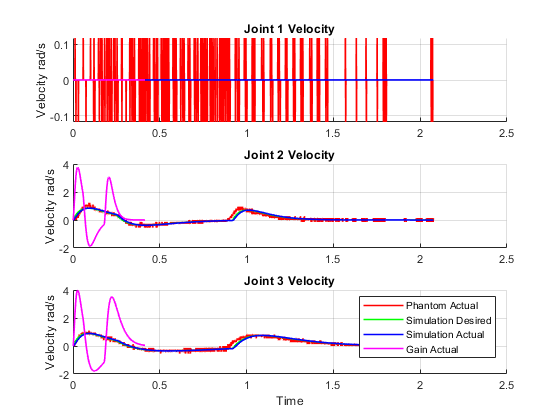 Joint 1 Velocity
Velocity rad/s
0.1
0
-0.1
0 0.5 1 1.5 2 2.5
Joint 2 Velocity
Velocity rad/s
4
2
0
-2
0 0.5 1 1.5 2 2.5
Joint 3 Velocity
Velocity rad/s
4
2
0
-2
Phantom Actual
Simulation Desired
Simulation Actual
Gain Actual
0 0.5 1 1.5 2 2.5
Time